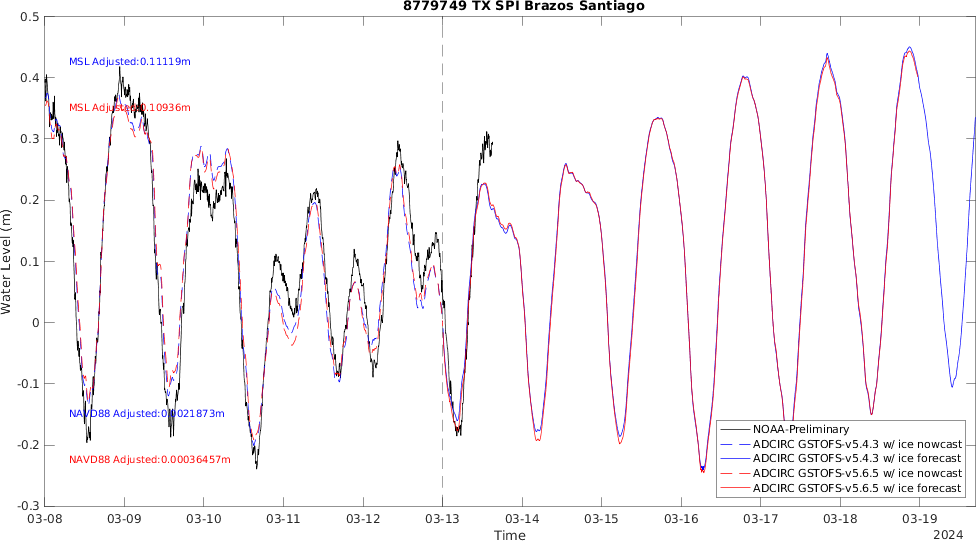 8779749 TX SPI Brazos Santiago
0.5
0.4
0.3
0.2
0.1
0
-0.1
-0.2
-0.3
Water Level (m)
MSL Adjusted:0.11119m
MSL Adjusted:0.10936m
NAVD88 Adjusted:0.0021873m
NAVD88 Adjusted:0.00036457m
NOAA-Preliminary
ADCIRC GSTOFS-v5.4.3 w/ ice nowcast
ADCIRC GSTOFS-v5.4.3 w/ ice forecast
ADCIRC GSTOFS-v5.6.5 w/ ice nowcast
ADCIRC GSTOFS-v5.6.5 w/ ice forecast
03-08 03-09 03-10 03-11 03-12 03-13 03-14 03-15 03-16 03-17 03-18 03-19
Time
2024